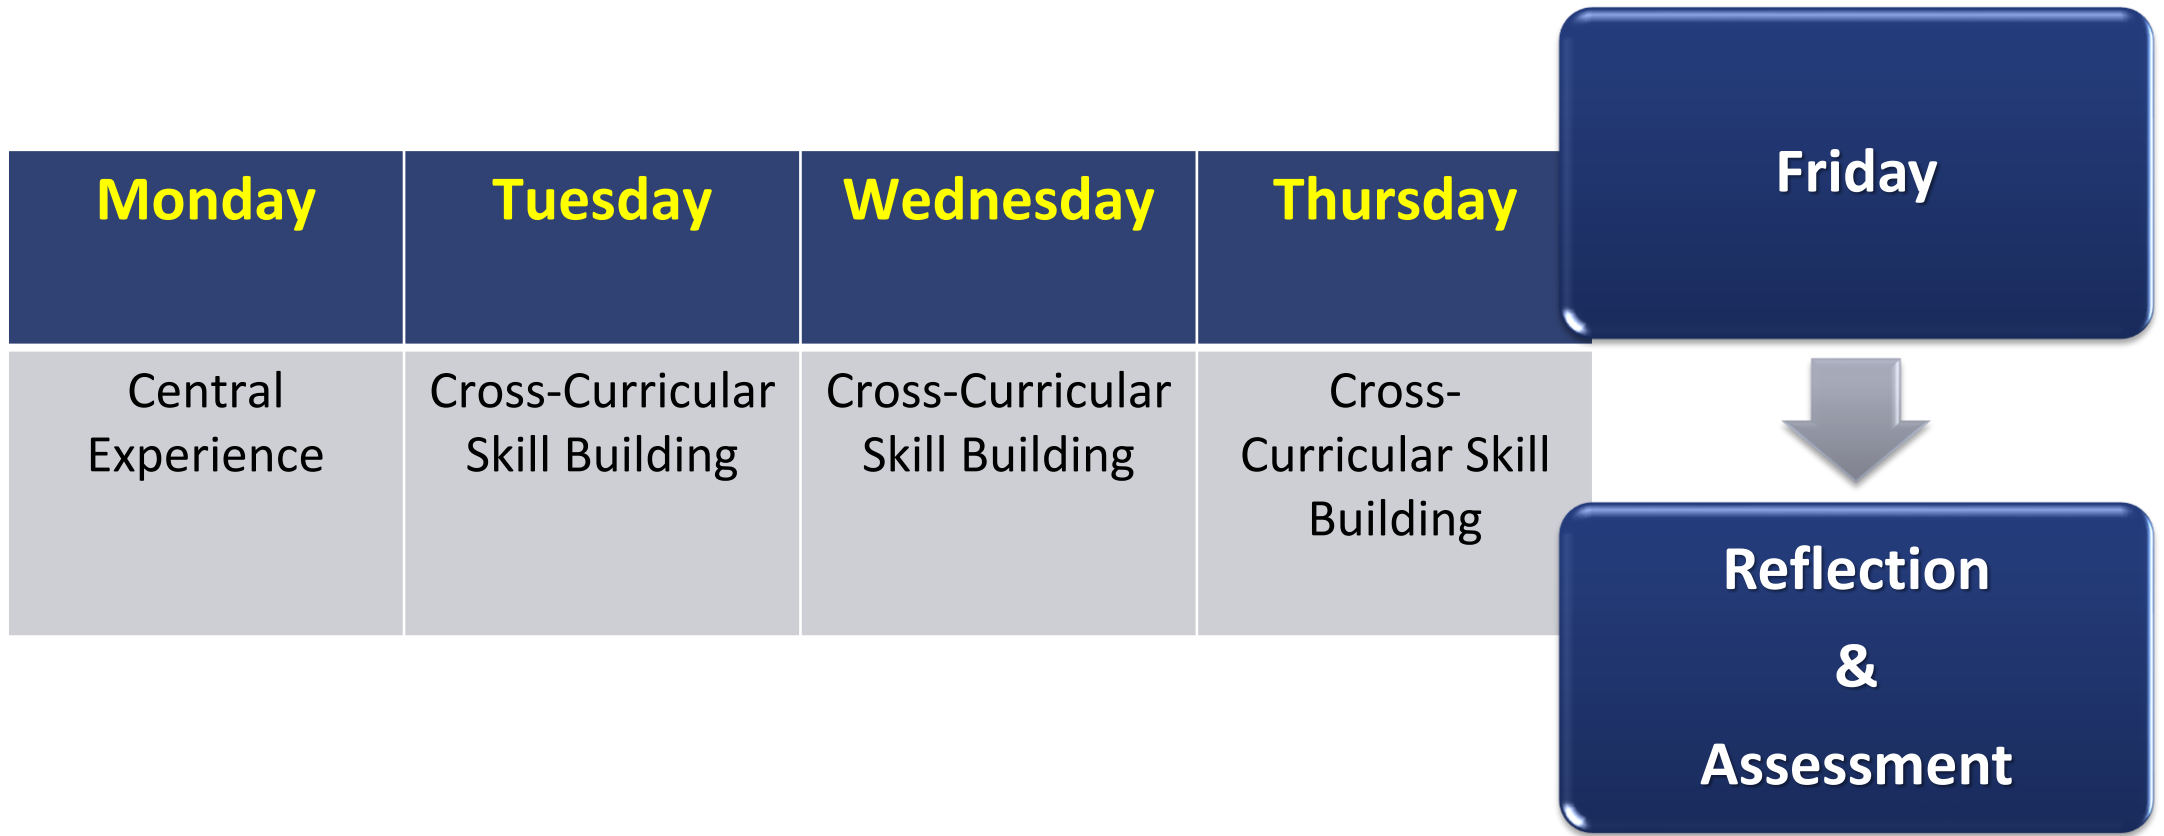 Monday
Tuesday
Wednesday
Thursday
Friday
Central
Experience
Cross-Curricular
Skill Building
Cross-Curricular
Skill Building
Cross-
Curricular Skill
Building
Reflection
&
Assessment